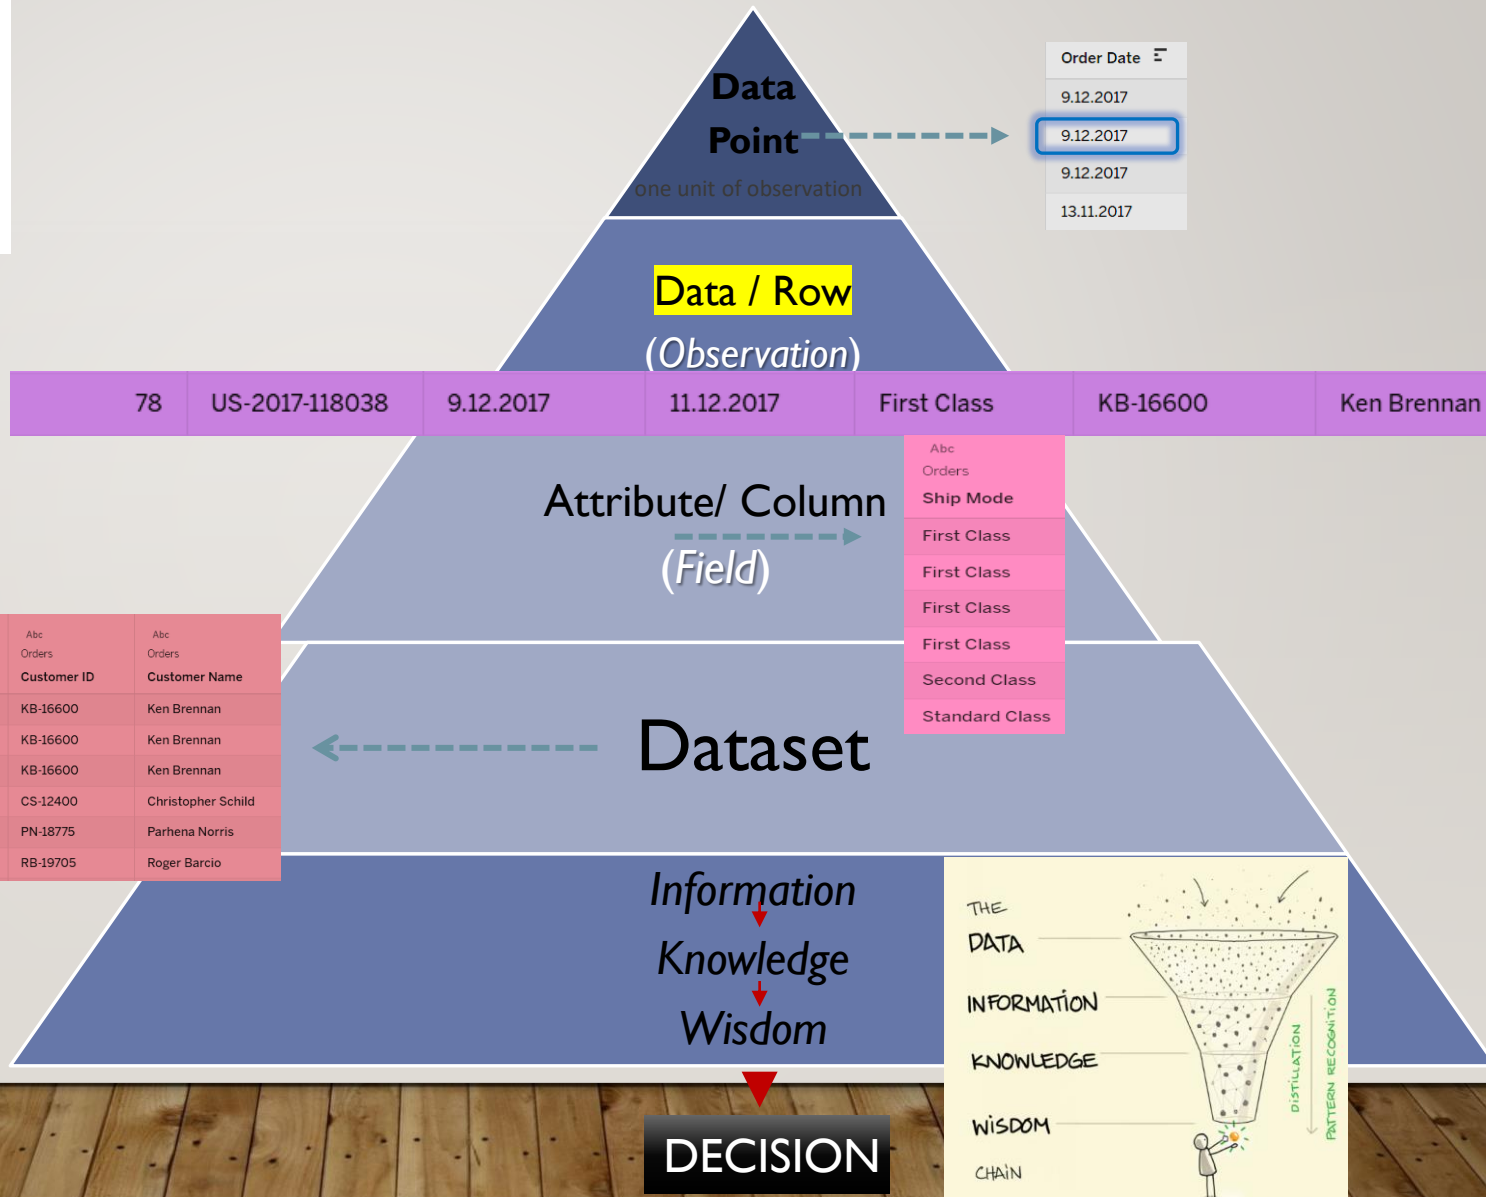 Data
Point
one unit of observation
Order Date
9.12.2017
9.12.2017
9.12.2017
13.11.2017
Data / Row
(Observation)
78 US-2017-118038 9.12.2017 11.12.2017 First Class KB-16600 Ken Brennan
Attribute/ Column
(Field)
Abc
Orders
Ship Mode
First Class
First Class
First Class
First Class
Second Class
Standard Class
Abc Abc
Orders Orders
Customer ID Customer Name
KB-16600 Ken Brennan
KB-16600 Ken Brennan
KB-16600 Ken Brennan
CS-12400 Christopher Schild
PN-18775 Parhena Norris
RB-19705 Roger Barcio
Dataset
Information
Knowledge
Wisdom
DECISION
THE
DATA
INFORMATION
KNOWLEDGE
WISDOM
CHAIN
DISTILLATION
PATTERN RECOGNITION